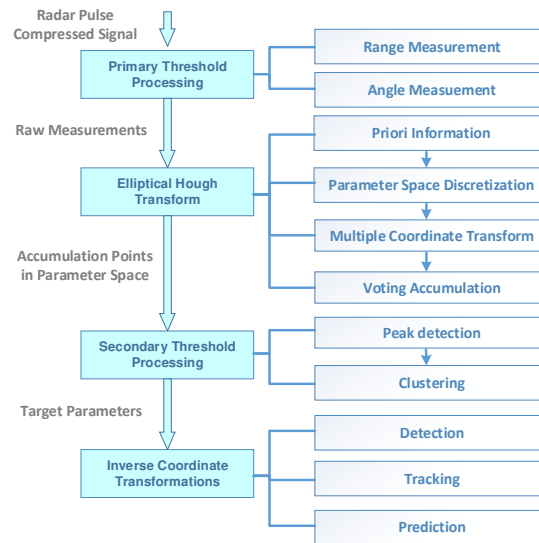 Radar Pulse
Compressed Signal
Primary Threshold
Processing
Range Measurement
Angle Measuement
Raw Measurements
Elliptical Hough
Transform
Priori Information
Parameter Space Discretization
Multiple Coordinate Transform
Voting Accumulation
Accumulation Points
in Parameter Space
Secondary Threshold
Processing
Peak detection
Clustering
Target Parameters
Inverse Coordinate
Transformations
Detection
Tracking
Prediction